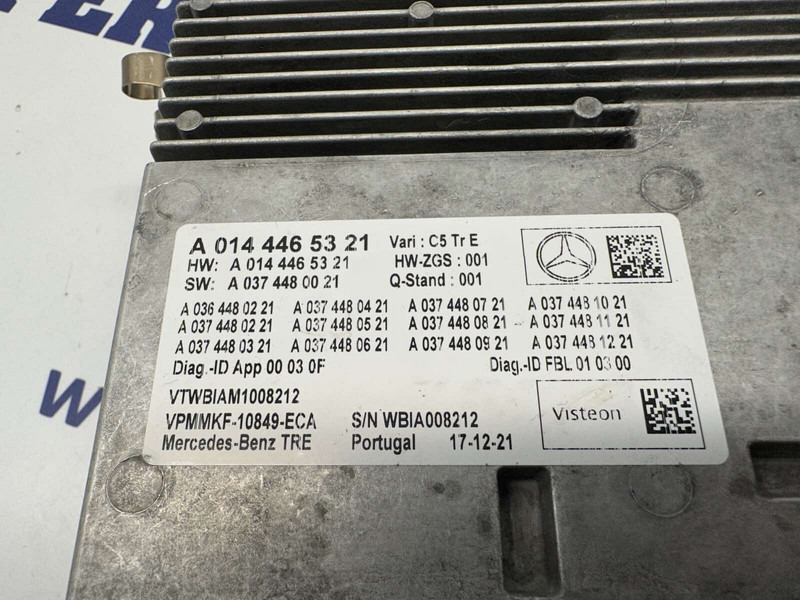 A 014 446 53 21 Vari : C5 Tr E
HW: A 014 446 53 21 HW-ZGS : 001
SW: A 037 448 00 21 Q-Stand : 001
A 036 448 02 21 A 037 448 04 21 A 037 448 07 21 A 037 448 10 21
A 037 448 02 21 A 037 448 05 21 A 037 448 08 21 A 037 448 11 21
A 037 448 03 21 A 037 448 06 21 A 037 448 09 21 A 037 448 12 21
Diag.-ID App 00 03 0F Diag.-ID FBL 01 03 00
VTWBIAM1008212
VPMMKF-10849-ECA S/N WBIA008212 Visteon
Mercedes-Benz TRE Portugal 17-12-21